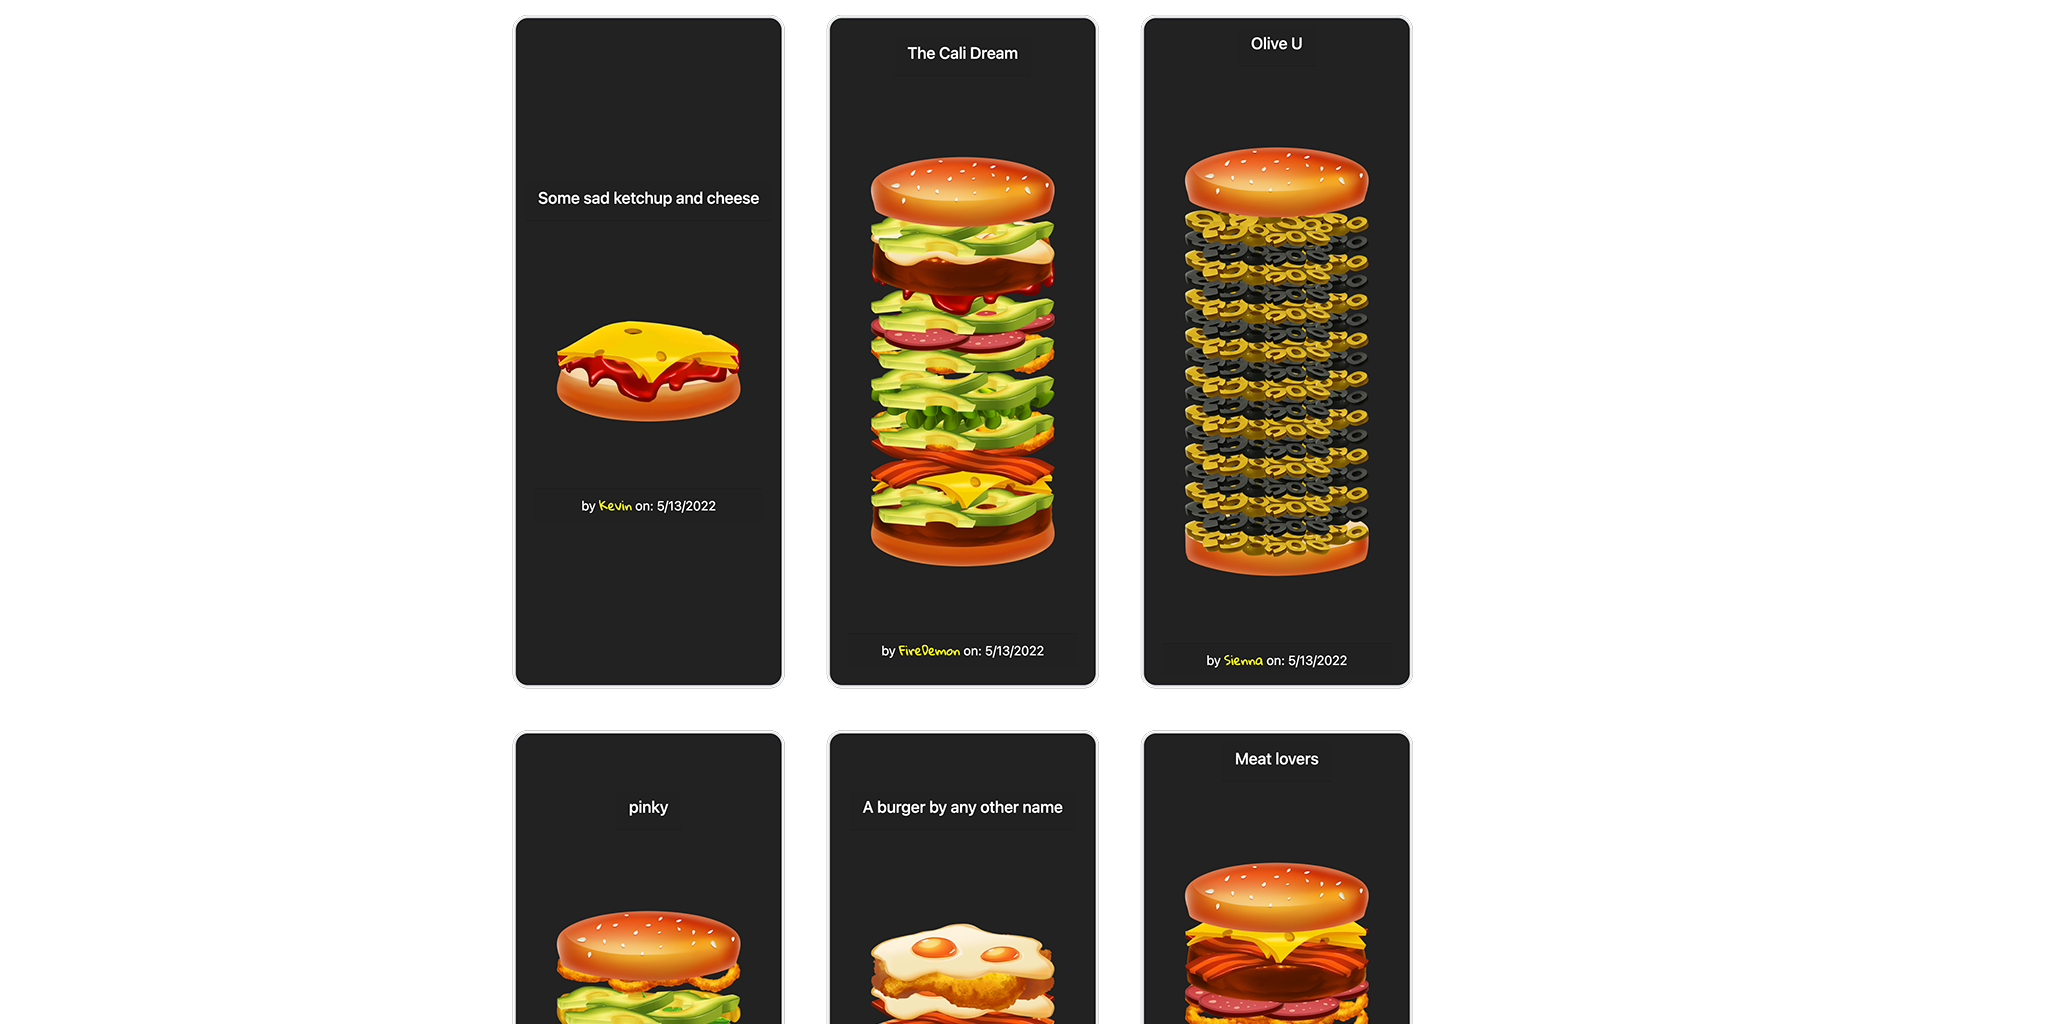 Some sad ketchup and cheese
by Kevin on: 5/13/2022
The Cali Dream
by FireDemon on: 5/13/2022
Olive U
by Sienna on: 5/13/2022
pinky
A burger by any other name
Meat lovers